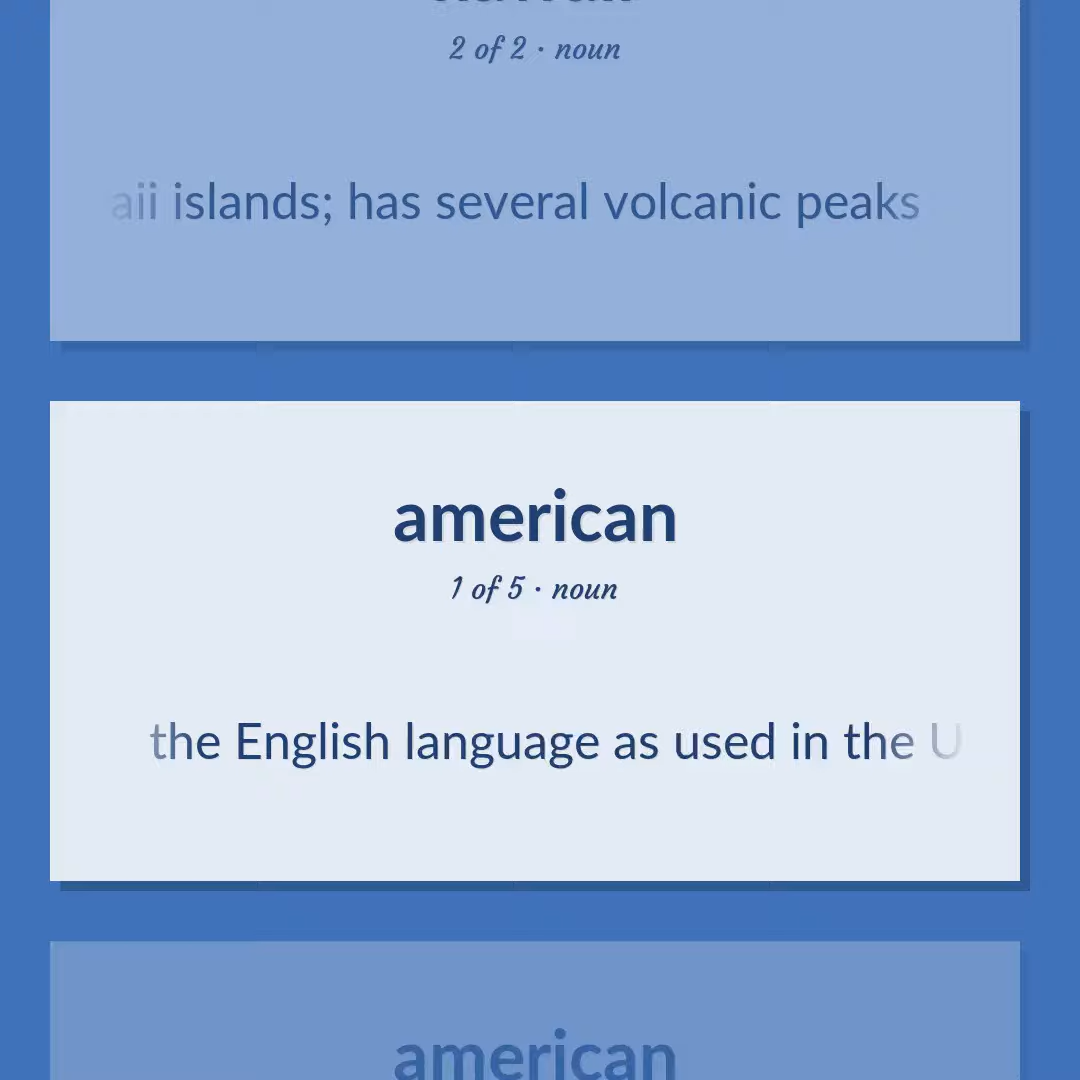 2 of 2 · noun
aii islands; has several volcanic peaks
american
1 of 5 · noun
the English language as used in the U
american